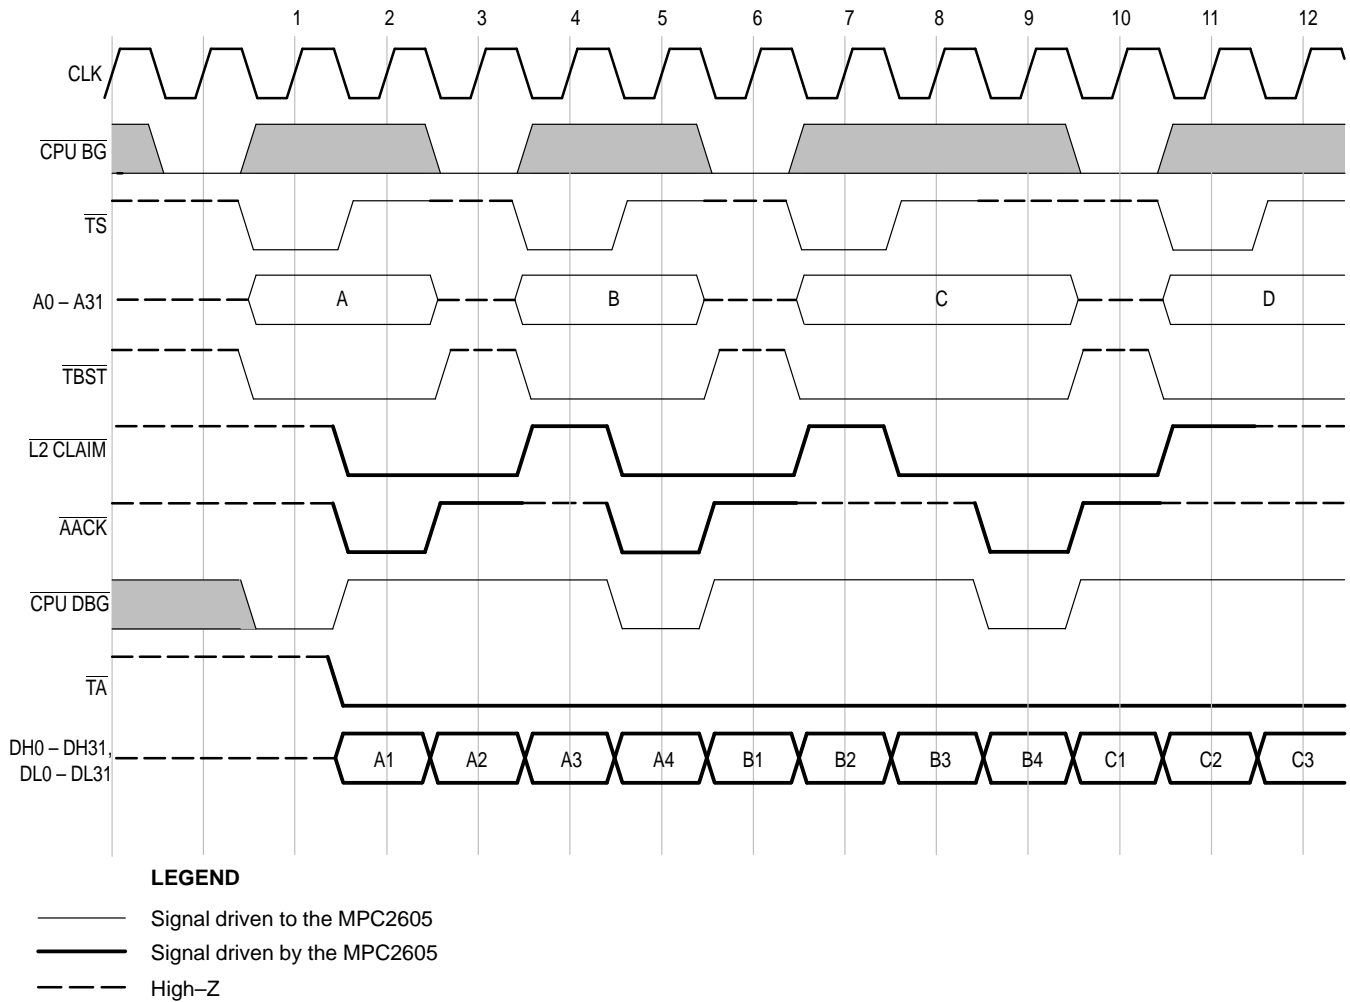 1 2 3 4 5 6 7 8 9 10 11 12
CLK
CPU BG
TS
A0 – A31 A B C D
TBST
L2 CLAIM
AACK
CPU DBG
TA
DH0 – DH31,
DL0 – DL31
A1 A2 A3 A4 B1 B2 B3 B4 C1 C2 C3
LEGEND
Signal driven to the MPC2605
Signal driven by the MPC2605
High–Z